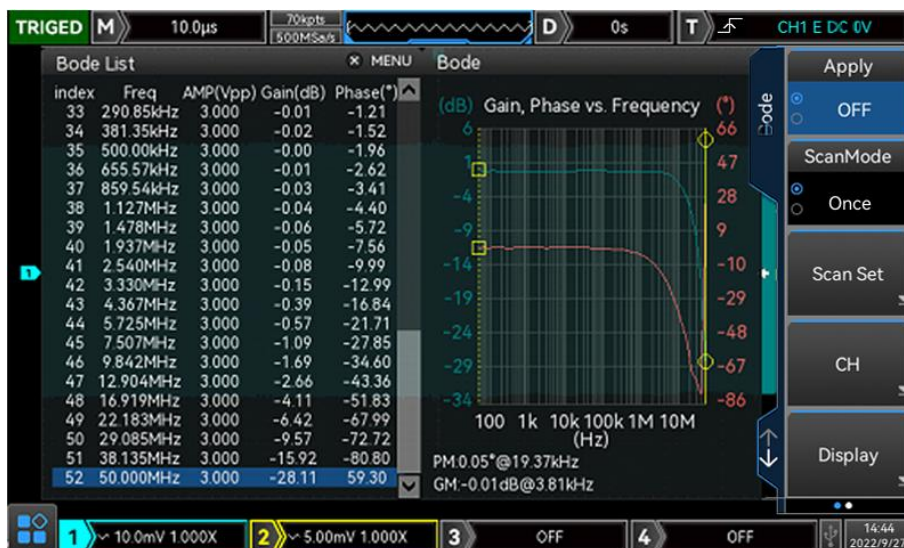 TRIGED M 10.0μs 70kpts 500MSa/s D 0s T CH1 E DC 0V
Bode List × MENU
index Freq AMP(Vpp) Gain(dB) Phase(°)
33 290.85kHz 3.000 -0.01 -1.21
34 381.35kHz 3.000 -0.02 -1.52
35 500.00kHz 3.000 -0.00 -1.96
36 655.57kHz 3.000 -0.01 -2.62
37 859.54kHz 3.000 -0.03 -3.41
38 1.127MHz 3.000 -0.04 -4.40
39 1.478MHz 3.000 -0.06 -5.72
40 1.937MHz 3.000 -0.05 -7.56
41 2.540MHz 3.000 -0.08 -9.99
42 3.330MHz 3.000 -0.15 -12.99
43 4.367MHz 3.000 -0.39 -16.84
44 5.725MHz 3.000 -0.57 -21.71
45 7.507MHz 3.000 -1.09 -27.85
46 9.842MHz 3.000 -1.69 -34.60
47 12.904MHz 3.000 -2.66 -43.36
48 16.919MHz 3.000 -4.11 -51.83
49 22.183MHz 3.000 -6.42 -67.99
50 29.085MHz 3.000 -9.57 -72.72
51 38.135MHz 3.000 -15.92 -80.80
52 50.000MHz 3.000 -28.11 59.30
Bode
(dB) Gain, Phase vs. Frequency (°)
6 66
1 47
-4 28
-9 9
-14 -10
-19 -29
-24 -48
-29 -67
-34 -86
100 1k 10k 100k 1M 10M
(Hz)
PM:0.05°@19.37kHz
GM:-0.01dB@3.81kHz
Bode
Apply
OFF
ScanMode
Once
Scan Set
CH
Display
1
1 ~ 10.0mV 1.000X 2 ~ 5.00mV 1.000X 3 OFF 4 OFF
14:44
2022/9/27